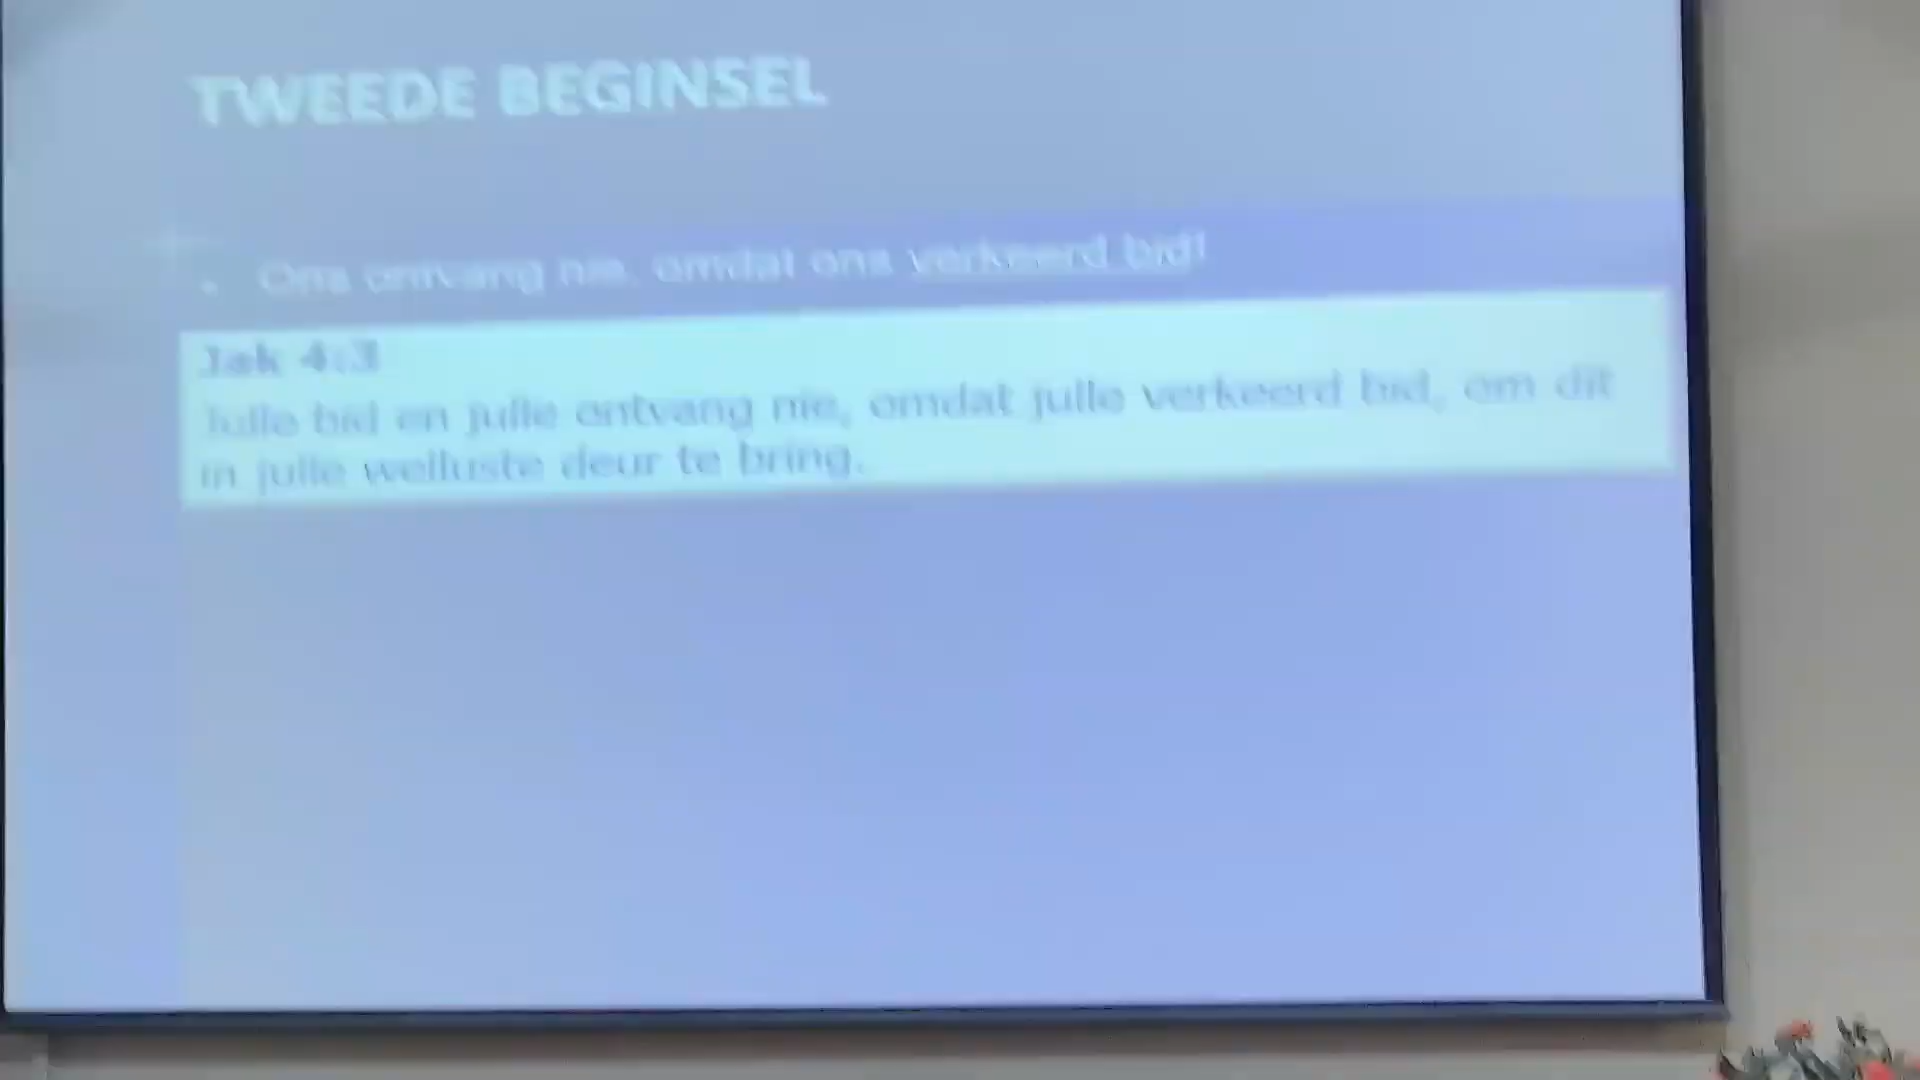 TWEEDE BEGINSEL
• Ons ontvang nie, omdat ons verkeerd bid!
Jak 4:3
Julle bid en julle ontvang nie, omdat julle verkeerd bid, om dit
in julle welluste deur te bring.